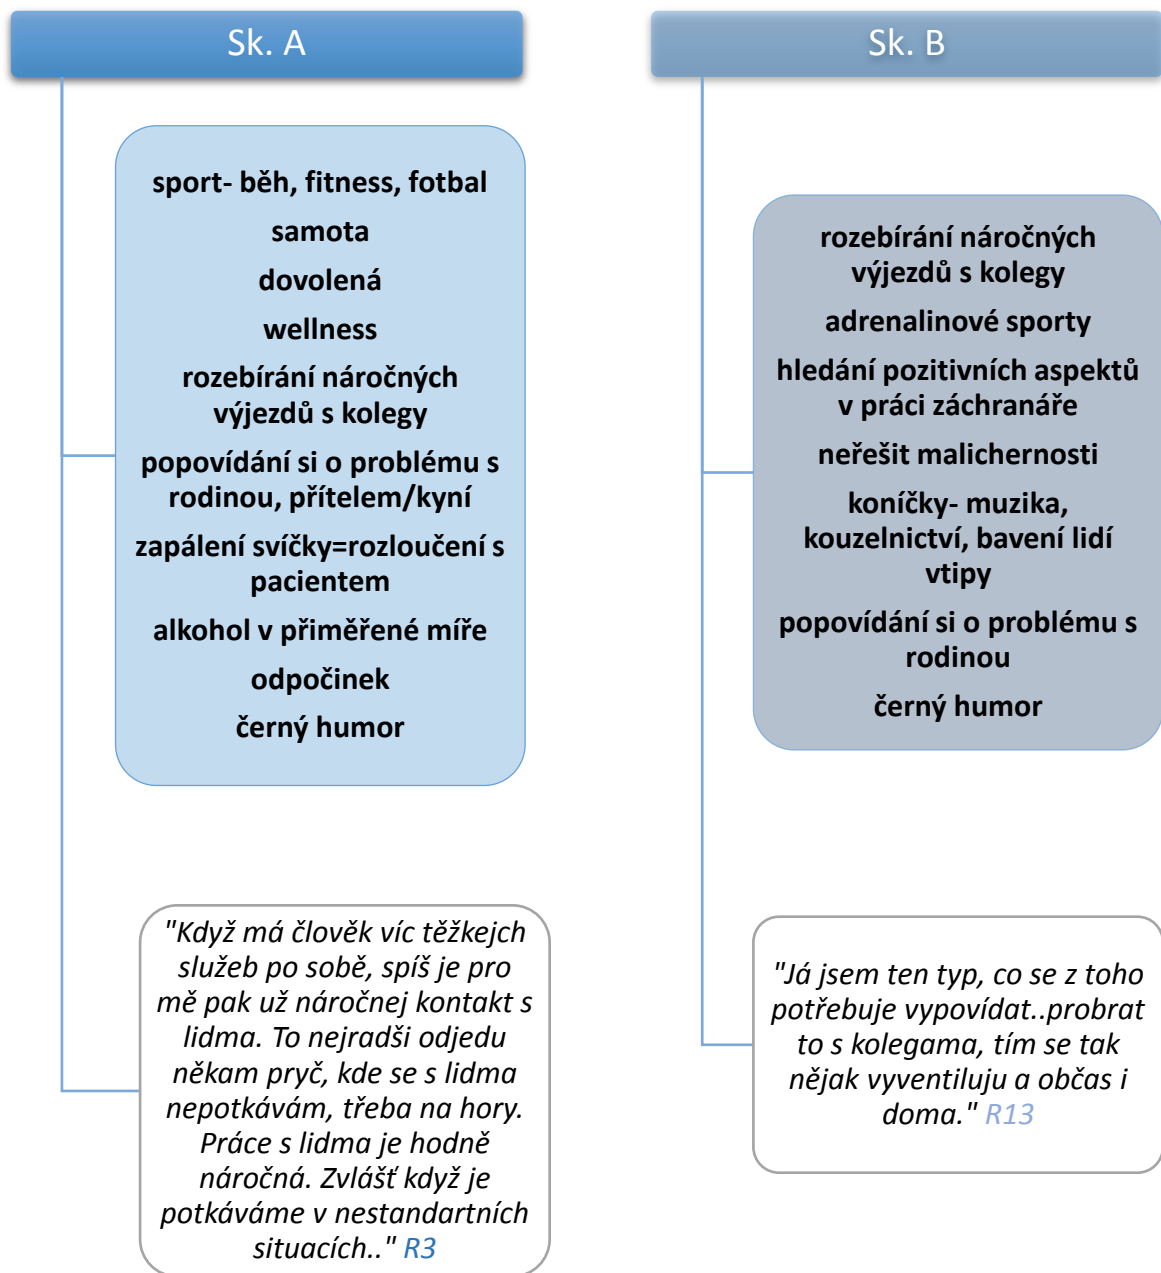 Sk. A
sport- běh, fitness, fotbal
samota
dovolená
wellness
rozebírání náročných
výjezdů s kolegy
popovídání si o problému s
rodinou, přítelem/kyní
zapálení svíčky=rozloučení s
pacientem
alkohol v přiměřené míře
odpočinek
černý humor
"Když má člověk víc těžkejch
služeb po sobě, spíš je pro
mě pak už náročnej kontakt s
lidma. To nejradši odjedu
někam pryč, kde se s lidma
nepotkávám, třeba na hory.
Práce s lidma je hodně
náročná. Zvlášť když je
potkáváme v nestandartních
situacích.." R3
Sk. B
rozebírání náročných
výjezdů s kolegy
adrenalinové sporty
hledání pozitivních aspektů
v práci záchranáře
neřešit malichernosti
koníčky- muzika,
kouzelnictví, bavení lidí
vtipy
popovídání si o problému s
rodinou
černý humor
"Já jsem ten typ, co se z toho
potřebuje vypovídat..probrat
to s kolegama, tím se tak
nějak vyventiluju a občas i
doma." R13